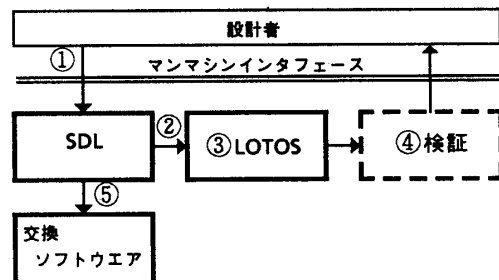 設計者
①
マンマシンインタフェース
SDL
②
③LOTOS
④検証
⑤
交換
ソフトウエア